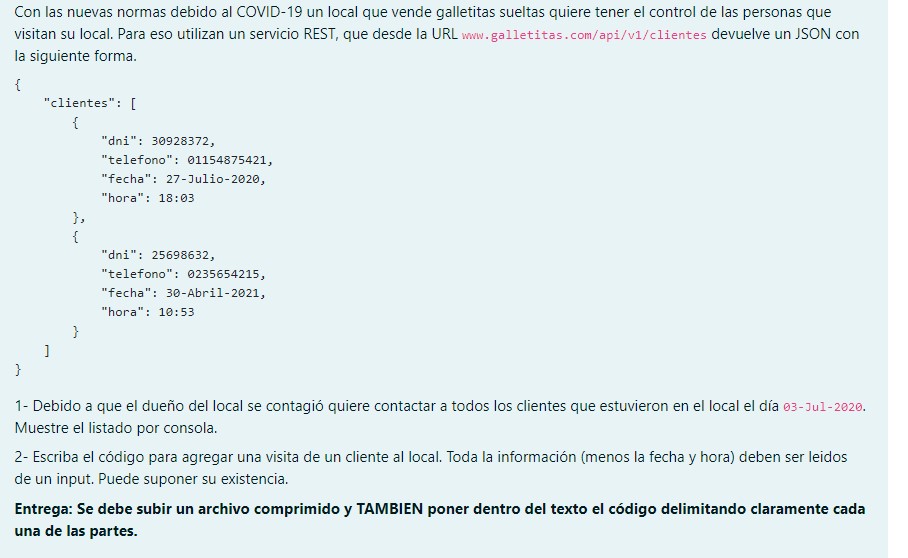 Con las nuevas normas debido al COVID-19 un local que vende galletitas sueltas quiere tener el control de las personas que
visitan su local. Para eso utilizan un servicio REST, que desde la URL www.galletitas.com/api/v1/clientes devuelve un JSON con
la siguiente forma.
{
    "clientes": [
        {
            "dni": 30928372,
            "telefono": 01154875421,
            "fecha": 27-Julio-2020,
            "hora": 18:03
        },
        {
            "dni": 25698632,
            "telefono": 0235654215,
            "fecha": 30-Abril-2021,
            "hora": 10:53
        }
    ]
}
1- Debido a que el dueño del local se contagió quiere contactar a todos los clientes que estuvieron en el local el día 03-Jul-2020.
Muestre el listado por consola.
2- Escriba el código para agregar una visita de un cliente al local. Toda la información (menos la fecha y hora) deben ser leidos
de un input. Puede suponer su existencia.
Entrega: Se debe subir un archivo comprimido y TAMBIEN poner dentro del texto el código delimitando claramente cada
una de las partes.